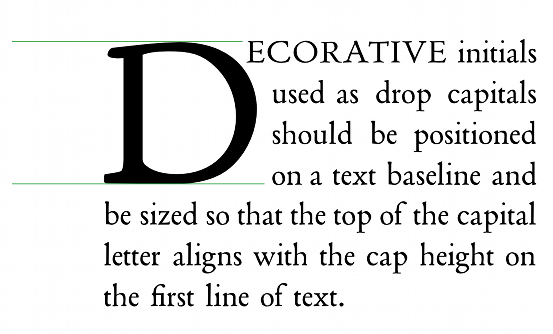 DECORATIVE initials
used as drop capitals
should be positioned
on a text baseline and
be sized so that the top of the capital
letter aligns with the cap height on
the first line of text.